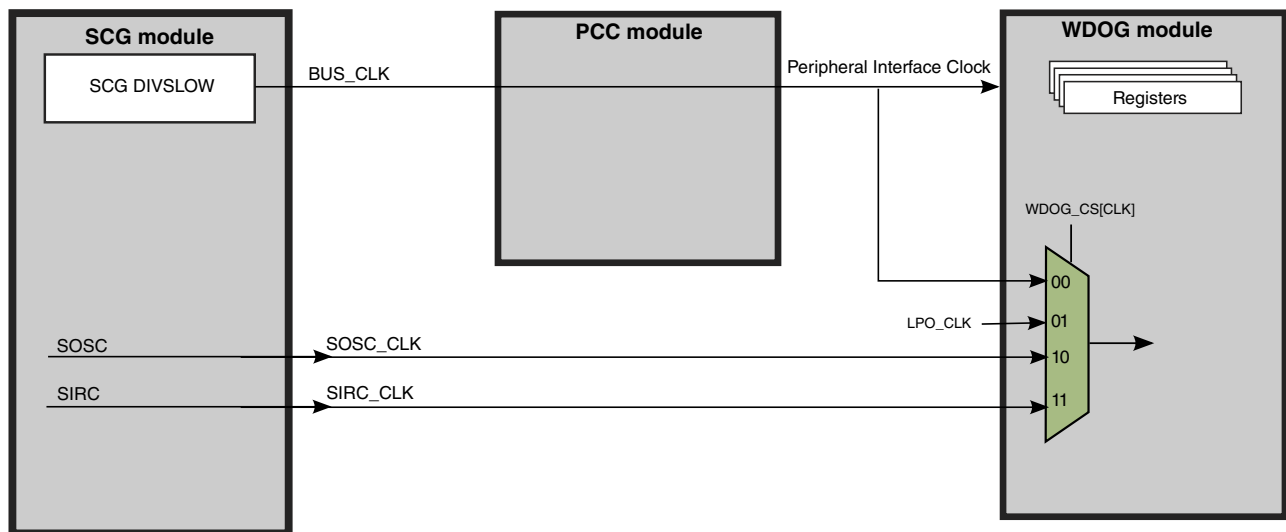 SCG module
PCC module
WDOG module
SCG DIVSLOW
BUS_CLK
Peripheral Interface Clock
Registers
WDOG_CS[CLK]
00
LPO_CLK
01
SOSC
SOSC_CLK
10
SIRC
SIRC_CLK
11